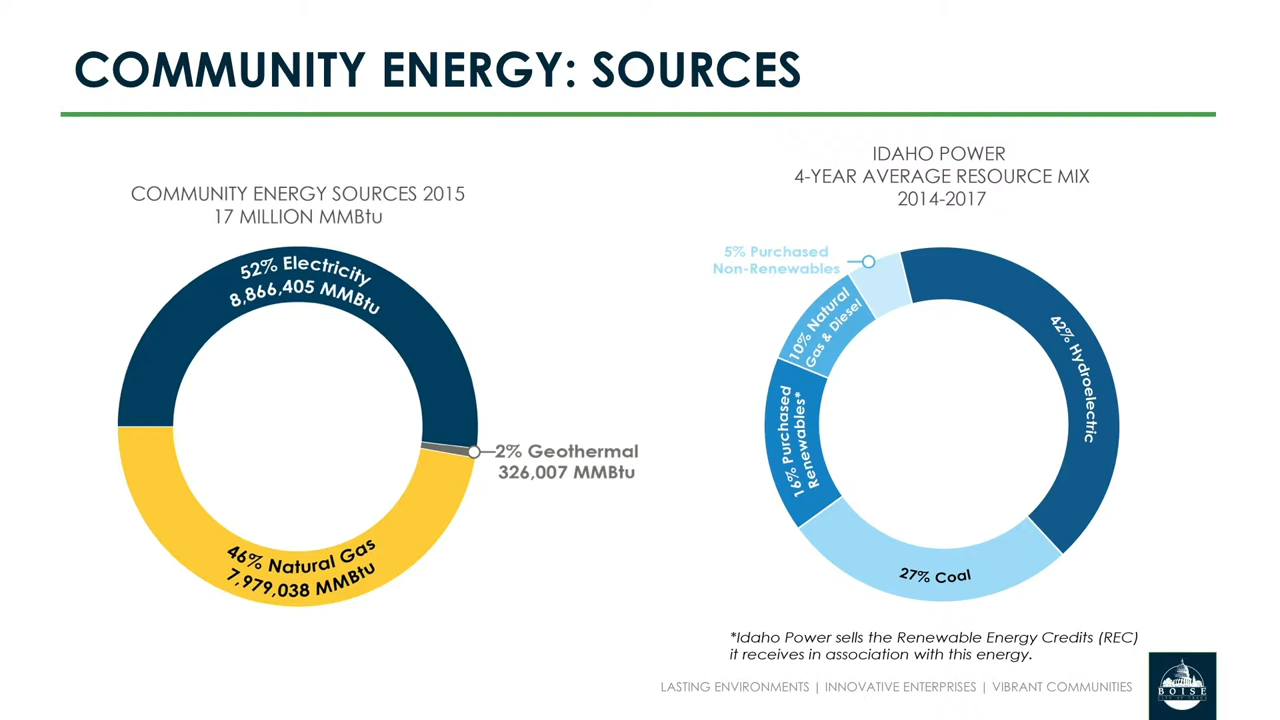 COMMUNITY ENERGY: SOURCES
COMMUNITY ENERGY SOURCES 2015
17 MILLION MMBtu
52% Electricity
8,866,405 MMBtu
2% Geothermal
326,007 MMBtu
46% Natural Gas
7,979,038 MMBtu
IDAHO POWER
4-YEAR AVERAGE RESOURCE MIX
2014-2017
5% Purchased
Non-Renewables
10% Natural
Gas & Diesel
42% Hydroelectric
16% Purchased
Renewables*
27% Coal
*Idaho Power sells the Renewable Energy Credits (REC)
it receives in association with this energy.
LASTING ENVIRONMENTS | INNOVATIVE ENTERPRISES | VIBRANT COMMUNITIES
BOISE